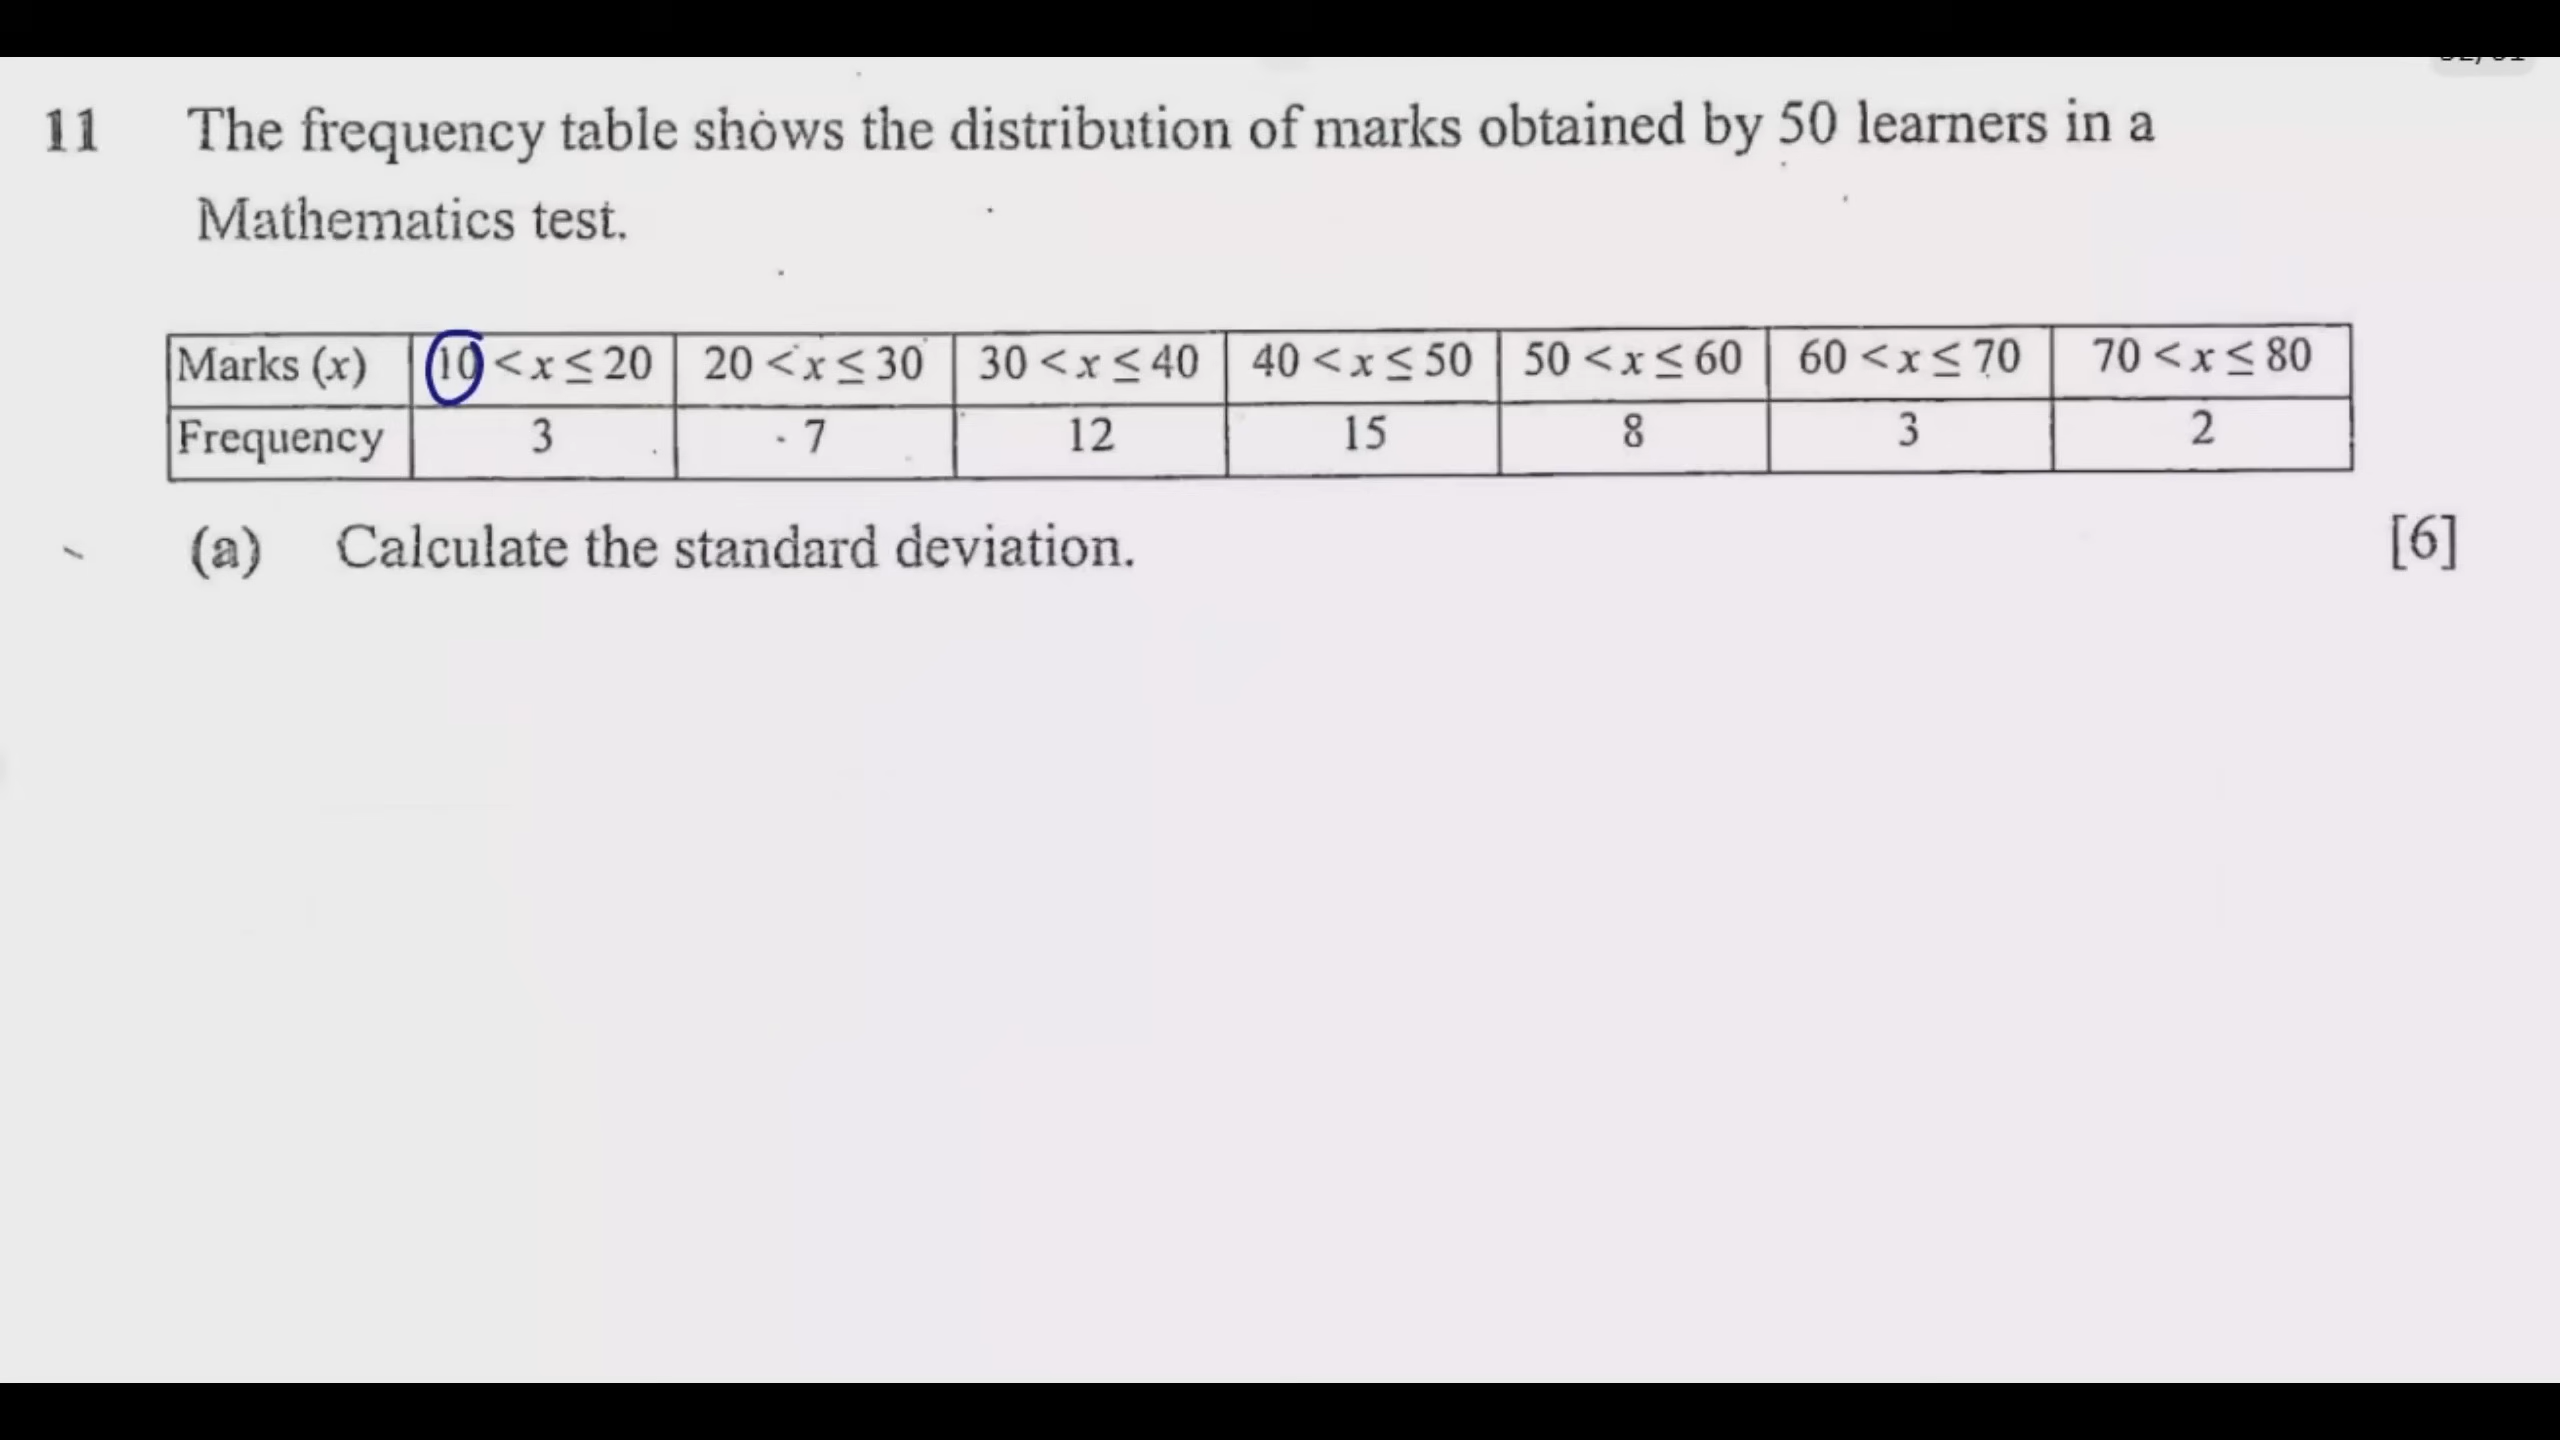 11 The frequency table shows the distribution of marks obtained by 50 learners in a
Mathematics test.
Marks (x) 10 < x ≤ 20 20 < x ≤ 30 30 < x ≤ 40 40 < x ≤ 50 50 < x ≤ 60 60 < x ≤ 70 70 < x ≤ 80
Frequency 3 7 12 15 8 3 2
(a) Calculate the standard deviation. [6]